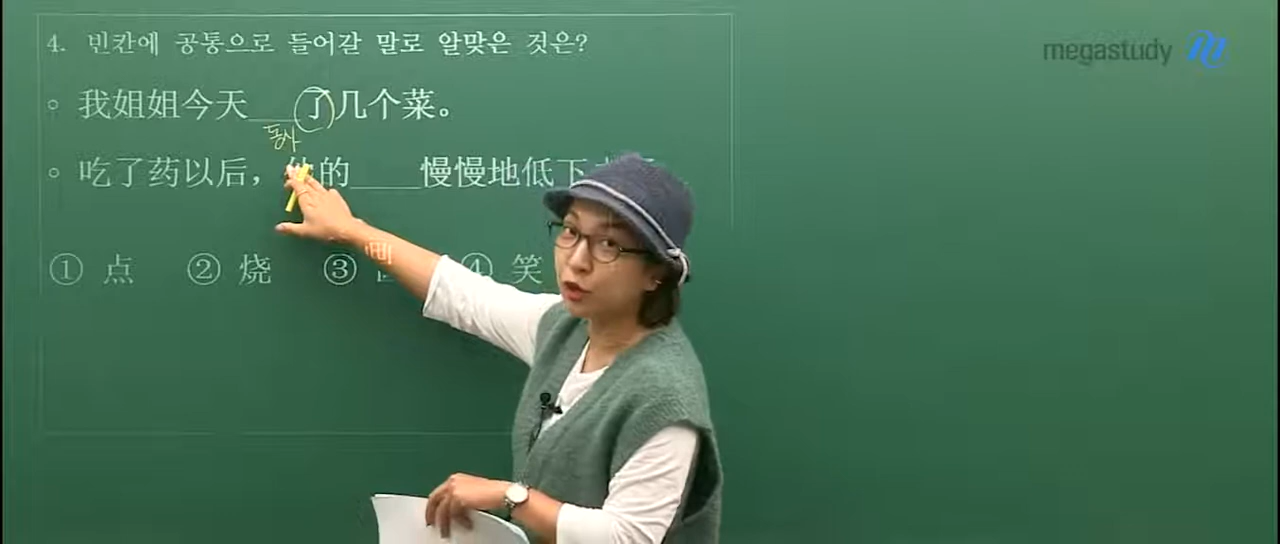 4. 빈칸에 공통으로 들어갈 말로 알맞은 것은?
megastudy
◦ 我姐姐今天___了几个菜。
동사
◦ 吃了药以后，的____慢慢地低下
① 点 ② 烧 ③ ④ 笑